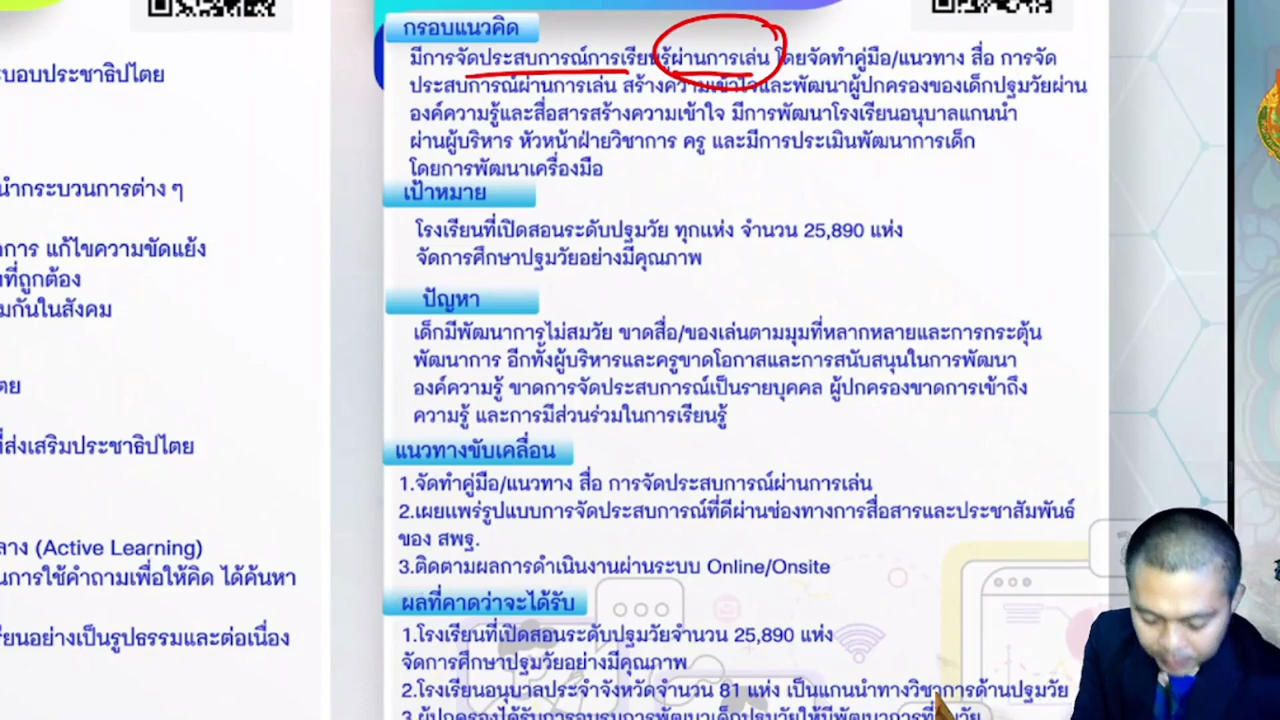 ะบอบประชาธิปไตย
นำกระบวนการต่าง ๆ
การ แก้ไขความขัดแย้ง
ที่ถูกต้อง
มกันในสังคม
ตย
ที่ส่งเสริมประชาธิปไตย
ลาง (Active Learning)
นการใช้คำถามเพื่อให้คิด ได้ค้นหา
รียนอย่างเป็นรูปธรรมและต่อเนื่อง
กรอบแนวคิด
มีการจัดประสบการณ์การเรียนรู้ผ่านการเล่น โดยจัดทำคู่มือ/แนวทาง สื่อ การจัด
ประสบการณ์ผ่านการเล่น สร้างความเข้าใจและพัฒนาผู้ปกครองของเด็กปฐมวัยผ่าน
องค์ความรู้และสื่อสารสร้างความเข้าใจ มีการพัฒนาโรงเรียนอนุบาลแกนนำ
ผ่านผู้บริหาร หัวหน้าฝ่ายวิชาการ ครู และมีการประเมินพัฒนาการเด็ก
โดยการพัฒนาเครื่องมือ
เป้าหมาย
โรงเรียนที่เปิดสอนระดับปฐมวัย ทุกแห่ง จำนวน 25,890 แห่ง
จัดการศึกษาปฐมวัยอย่างมีคุณภาพ
ปัญหา
เด็กมีพัฒนาการไม่สมวัย ขาดสื่อ/ของเล่นตามมุมที่หลากหลายและการกระตุ้น
พัฒนาการ อีกทั้งผู้บริหารและครูขาดโอกาสและการสนับสนุนในการพัฒนา
องค์ความรู้ ขาดการจัดประสบการณ์เป็นรายบุคคล ผู้ปกครองขาดการเข้าถึง
ความรู้ และการมีส่วนร่วมในการเรียนรู้
แนวทางขับเคลื่อน
1.จัดทำคู่มือ/แนวทาง สื่อ การจัดประสบการณ์ผ่านการเล่น
2.เผยแพร่รูปแบบการจัดประสบการณ์ที่ดีผ่านช่องทางการสื่อสารและประชาสัมพันธ์
ของ สพฐ.
3.ติดตามผลการดำเนินงานผ่านระบบ Online/Onsite
ผลที่คาดว่าจะได้รับ
1.โรงเรียนที่เปิดสอนระดับปฐมวัยจำนวน 25,890 แห่ง
จัดการศึกษาปฐมวัยอย่างมีคุณภาพ
2.โรงเรียนอนุบาลประจำจังหวัดจำนวน 81 แห่ง เป็นแกนนำทางวิชาการด้านปฐมวัย
3.ผู้ปกครองได้รับการอบรมการพัฒนาเด็กปฐมวัยให้มีพัฒนาการที่